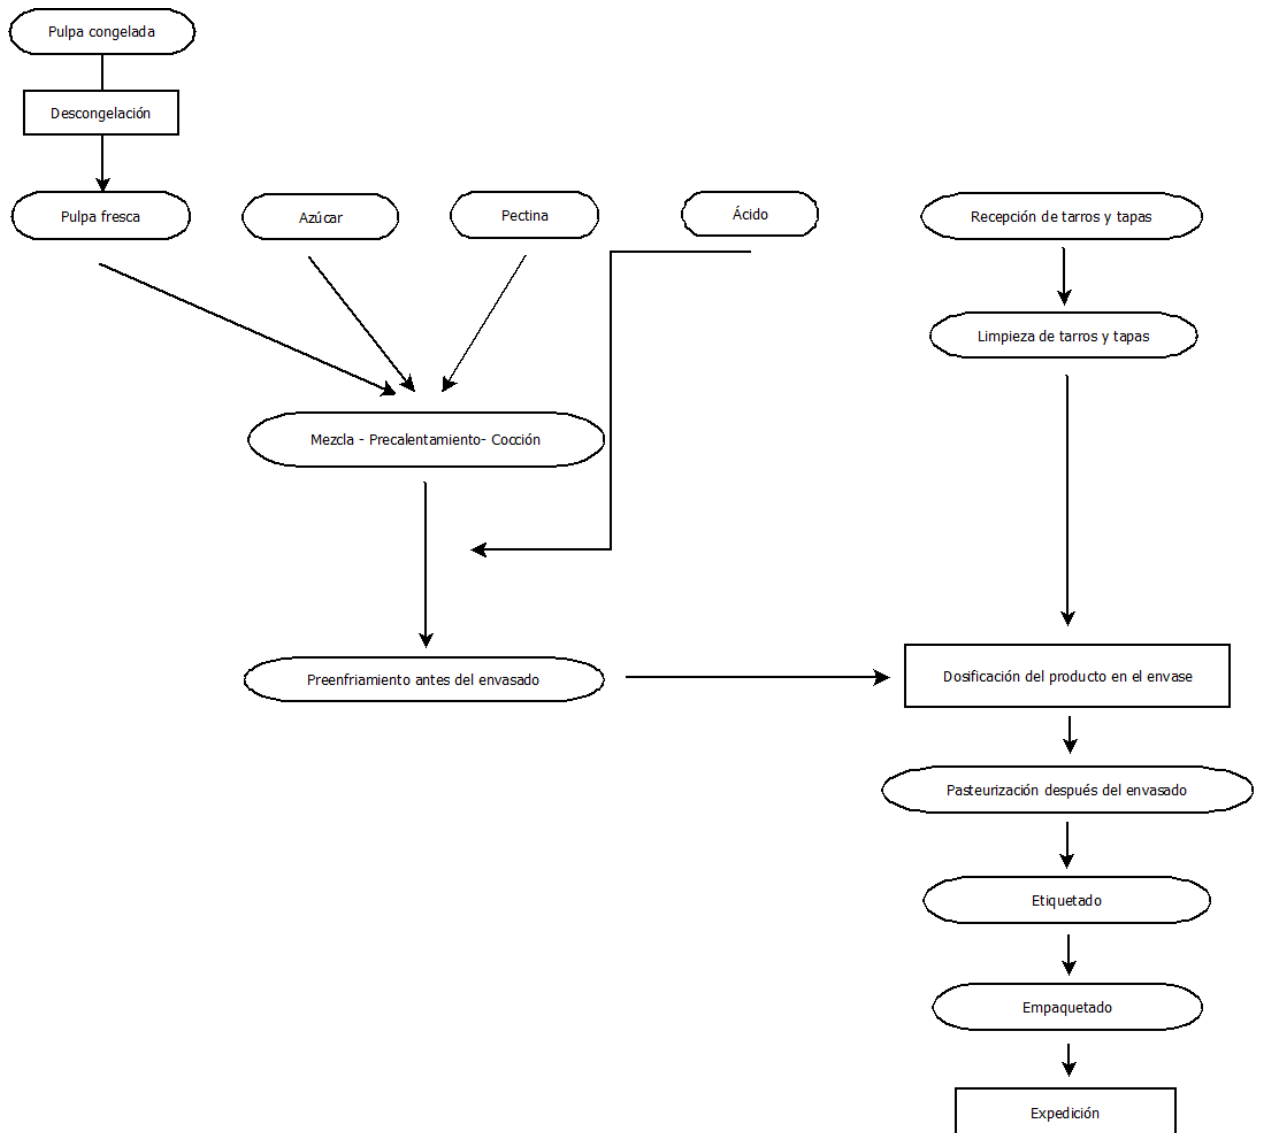 Pulpa congelada
Descongelación
Pulpa fresca
Azúcar
Pectina
Ácido
Recepción de tarros y tapas
Limpieza de tarros y tapas
Mezcla - Precalentamiento- Cocción
Preenfriamiento antes del envasado
Dosificación del producto en el envase
Pasteurización después del envasado
Etiquetado
Empaquetado
Expedición